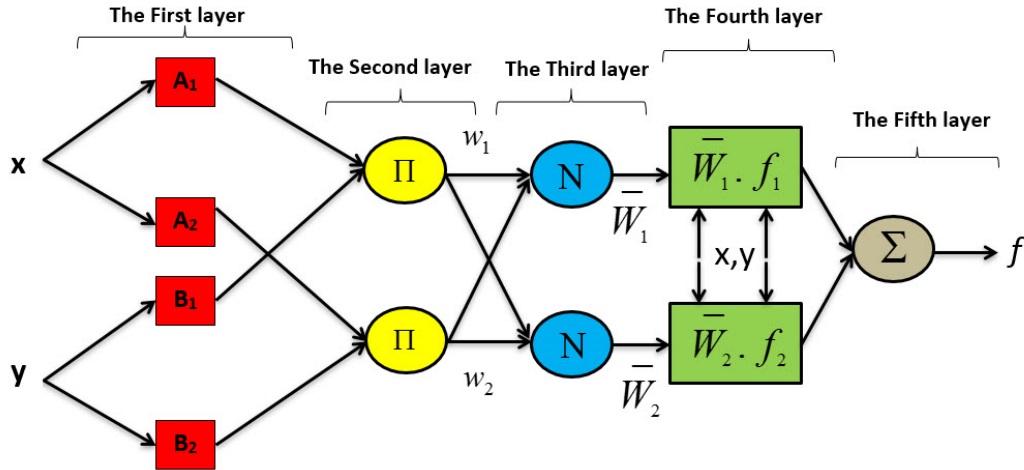 The First layer
The Second layer
The Third layer
The Fourth layer
The Fifth layer
x
y
A₁
A₂
B₁
B₂
Π
Π
w₁
w₂
N
N
W̅₁
W̅₂
W̅₁. f₁
x,y
W̅₂. f₂
Σ
f